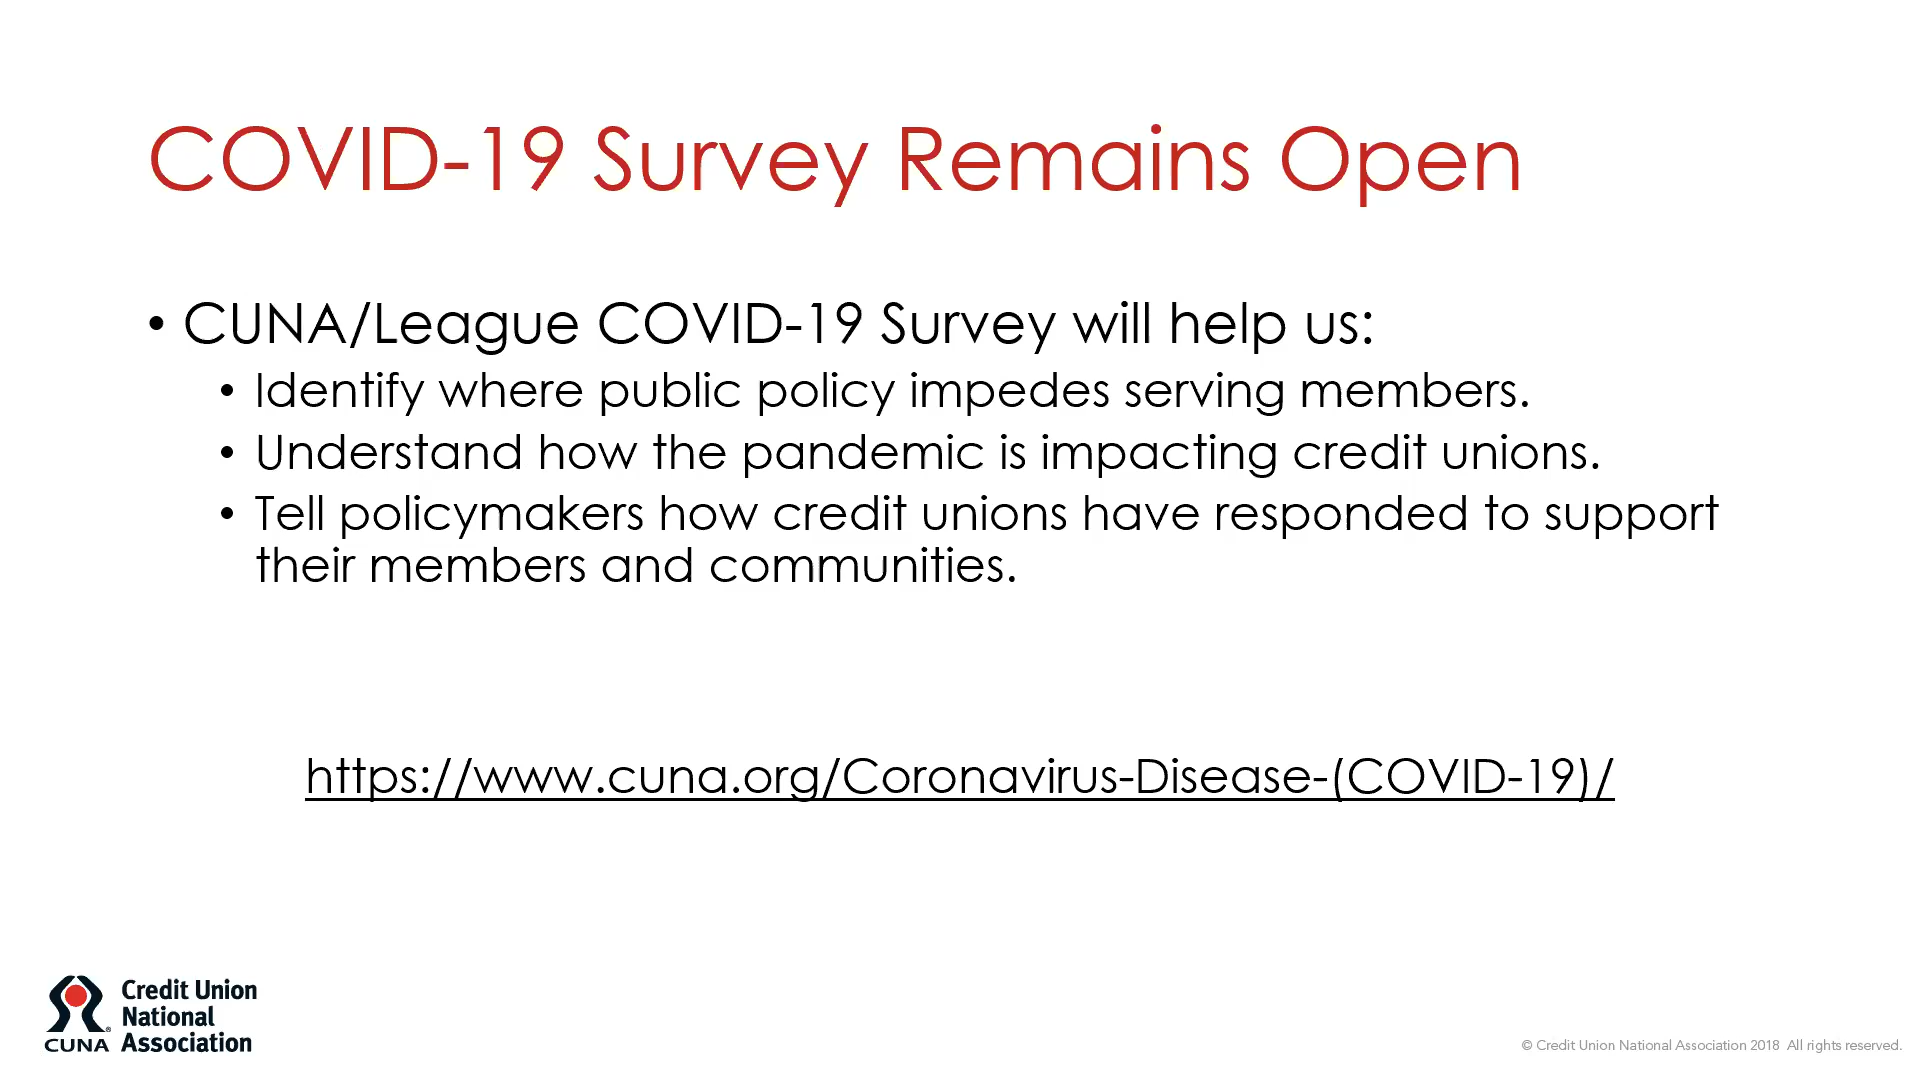 COVID-19 Survey Remains Open
• CUNA/League COVID-19 Survey will help us:
• Identify where public policy impedes serving members.
• Understand how the pandemic is impacting credit unions.
• Tell policymakers how credit unions have responded to support
their members and communities.
https://www.cuna.org/Coronavirus-Disease-(COVID-19)/
CUNA®
Credit Union
National
Association
© Credit Union National Association 2018 All rights reserved.